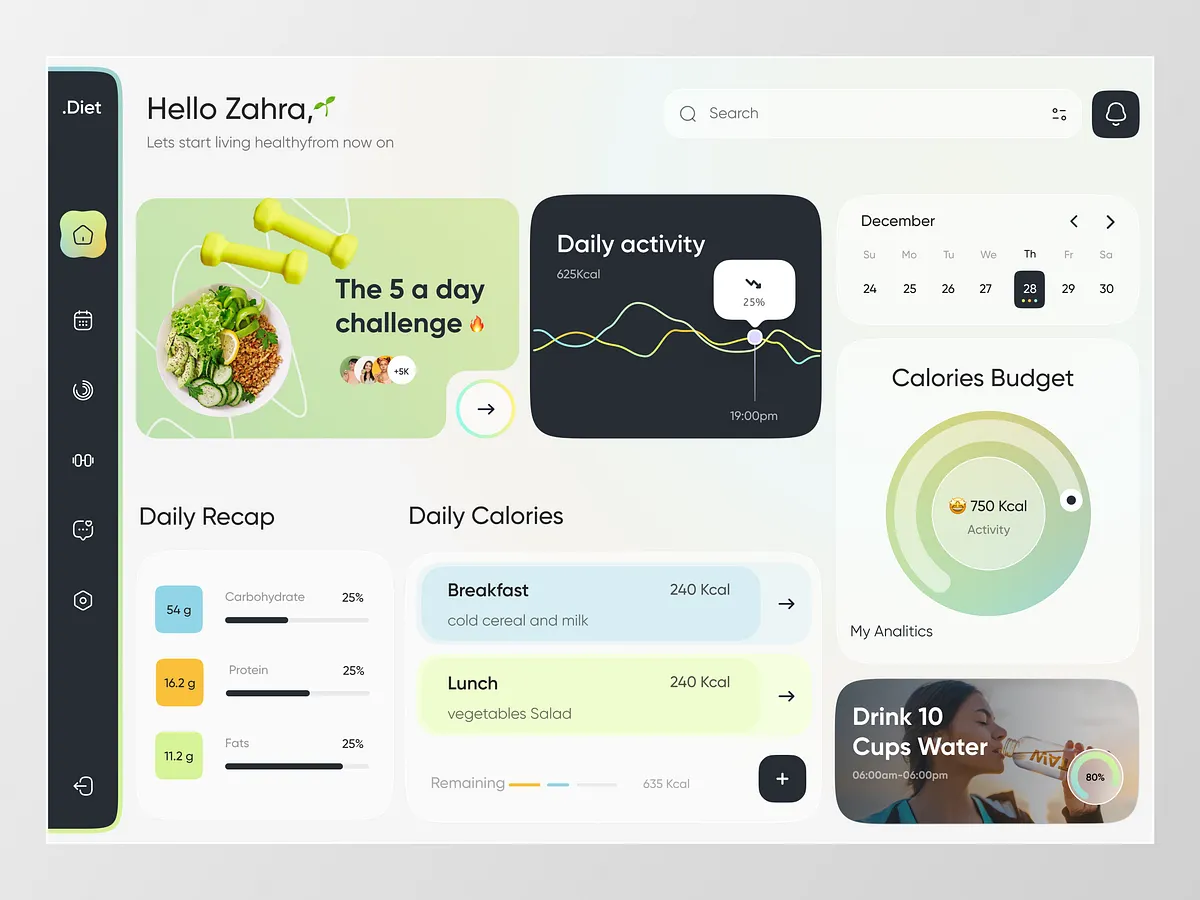 .Diet
Hello Zahra,
Lets start living healthyfrom now on
Search
The 5 a day
challenge
+5K
Daily activity
625Kcal
25%
19:00pm
December
Su Mo Tu We Th Fr Sa
24 25 26 27 28 29 30
Calories Budget
750 Kcal
Activity
My Analitics
Daily Recap
54 g Carbohydrate 25%
16.2 g Protein 25%
11.2 g Fats 25%
Daily Calories
Breakfast 240 Kcal
cold cereal and milk
Lunch 240 Kcal
vegetables Salad
Remaining 635 Kcal
+
Drink 10
Cups Water
06:00am-06:00pm
80%